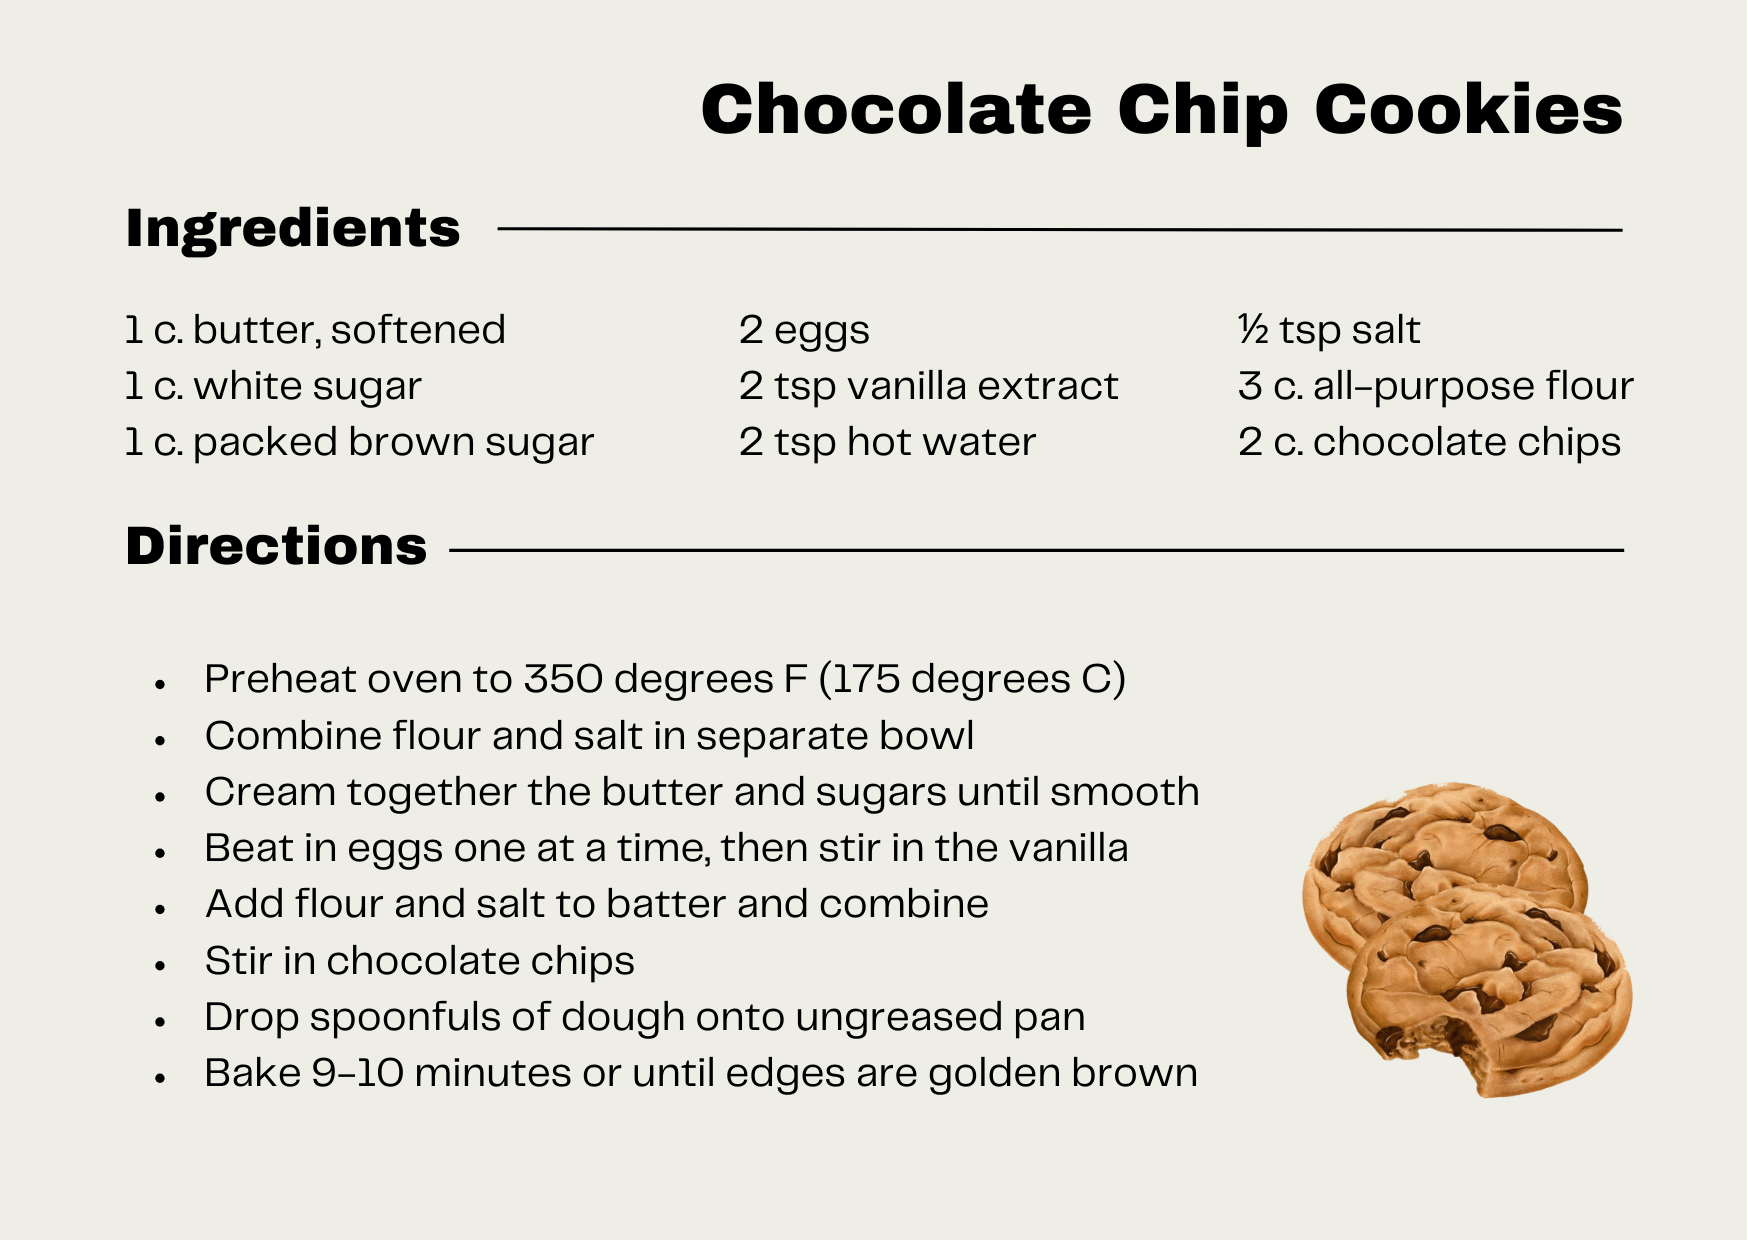 Chocolate Chip Cookies
Ingredients
1 c. butter, softened
1 c. white sugar
1 c. packed brown sugar
2 eggs
2 tsp vanilla extract
2 tsp hot water
½ tsp salt
3 c. all-purpose flour
2 c. chocolate chips
Directions
• Preheat oven to 350 degrees F (175 degrees C)
• Combine flour and salt in separate bowl
• Cream together the butter and sugars until smooth
• Beat in eggs one at a time, then stir in the vanilla
• Add flour and salt to batter and combine
• Stir in chocolate chips
• Drop spoonfuls of dough onto ungreased pan
• Bake 9-10 minutes or until edges are golden brown